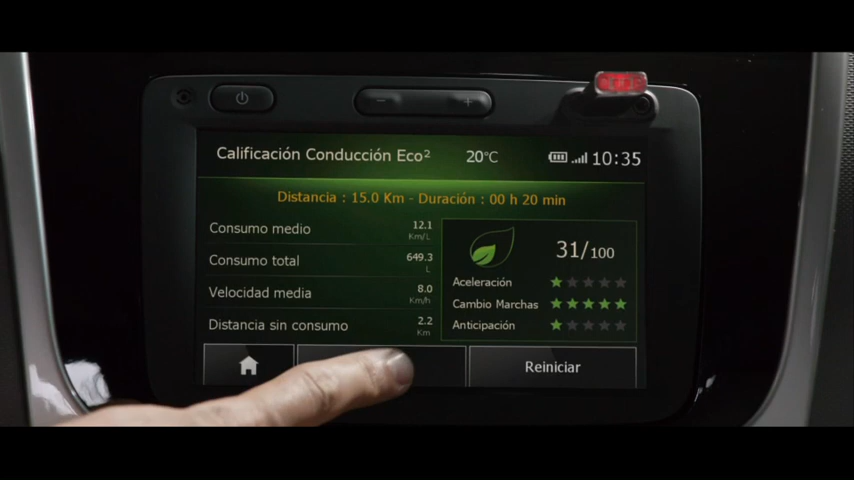 Calificación Conducción Eco² 20°C 10:35
Distancia : 15.0 Km - Duración : 00 h 20 min
Consumo medio 12.1 Km/L
Consumo total 649.3 L
Velocidad media 8.0 Km/h
Distancia sin consumo 2.2 Km
31/100
Aceleración
Cambio Marchas
Anticipación
Reiniciar